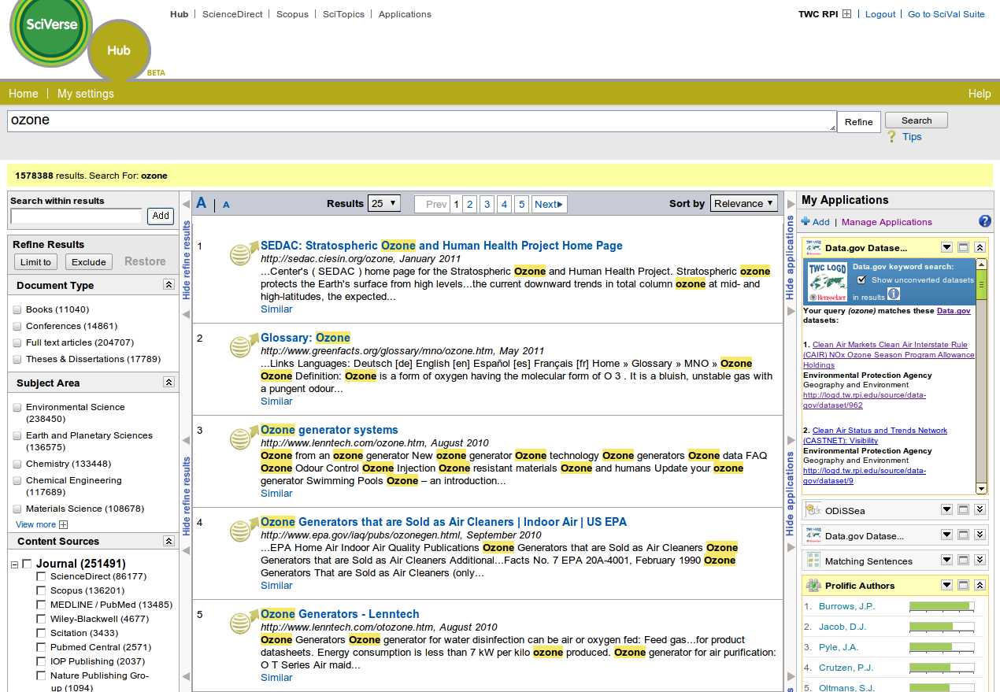 SciVerse
Hub
BETA
Hub | ScienceDirect | Scopus | SciTopics | Applications
TWC RPI | Logout | Go to SciVal Suite
Home | My settings
Help
ozone
Refine
Search
? Tips
1578388 results. Search For: ozone
Search within results
Add
Refine Results
Limit to
Exclude
Restore
Document Type
Books (11040)
Conferences (14861)
Full text articles (204707)
Theses & Dissertations (17789)
Subject Area
Environmental Science
(238450)
Earth and Planetary Sciences
(136575)
Chemistry (133448)
Chemical Engineering
(117689)
Materials Science (108678)
View more
Content Sources
Journal (251491)
ScienceDirect (86177)
Scopus (136201)
MEDLINE / PubMed (13485)
Wiley-Blackwell (4677)
Scitation (3433)
Pubmed Central (2571)
IOP Publishing (2037)
Nature Publishing Gro-
up (1094)
Hide refine results
Hide refine results
A | A
Results 25
Prev 1 2 3 4 5 Next
Sort by Relevance
1
SEDAC: Stratospheric Ozone and Human Health Project Home Page
http://sedac.ciesin.org/ozone, January 2011
...Center's ( SEDAC ) home page for the Stratospheric Ozone and Human Health Project. Stratospheric ozone
protects the Earth's surface from high levels...the current downward trends in total column ozone at mid- and
high-latitudes, the expected...
Similar
2
Glossary: Ozone
http://www.greenfacts.org/glossary/mno/ozone.htm, May 2011
...Links Languages: Deutsch [de] English [en] Español [es] Français [fr] Home » Glossary » MNO » Ozone
Ozone Definition: Ozone is a form of oxygen having the molecular form of O 3 . It is a bluish, unstable gas with
a pungent odour...
Similar
3
Ozone generator systems
http://www.lenntech.com/ozone.htm, August 2010
Ozone from an ozone generator New ozone generator Ozone technology Ozone generators Ozone data FAQ
Ozone Odour Control Ozone Injection Ozone resistant materials Ozone and humans Update your ozone
generator Swimming Pools Ozone – an introduction...
Similar
4
Ozone Generators that are Sold as Air Cleaners | Indoor Air | US EPA
http://www.epa.gov/iaq/pubs/ozonegen.html, September 2010
...EPA Home Air Indoor Air Quality Publications Ozone Generators that are Sold as Air Cleaners Ozone
Generators that are Sold as Air Cleaners Additional...Facts No. 7 EPA 20A-4001, February 1990 Ozone
Generators That are Sold as Air Cleaners (only...
Similar
5
Ozone Generators - Lenntech
http://www.lenntech.com/otozone.htm, August 2010
Ozone Generators Ozone generator for water disinfection can be air or oxygen fed: Feed gas...for product
datasheets. Energy consumption is less than 7 kW per kilo ozone produced. Ozone generator for air purification:
O T Series Air maid...
Similar
Hide applications
Hide applications
My Applications
Add | Manage Applications
?
Data.gov Datase...
TWC LOGD
Rensselaer
Data.gov keyword search:
Show unconverted datasets
in results
Your query (ozone) matches these Data.gov
datasets:
1. Clean Air Markets Clean Air Interstate Rule
(CAIR) NOx Ozone Season Program Allowance
Holdings
Environmental Protection Agency
Geography and Environment
http://logd.tw.rpi.edu/source/data-
gov/dataset/962
2. Clean Air Status and Trends Network
(CASTNET): Visibility
Environmental Protection Agency
Geography and Environment
http://logd.tw.rpi.edu/source/data-
gov/dataset/9
ODiSSea
Data.gov Datase...
Matching Sentences
Prolific Authors
1. Burrows, J.P.
2. Jacob, D.J.
3. Pyle, J.A.
4. Crutzen, P.J.
5. Oltmans, S.J.